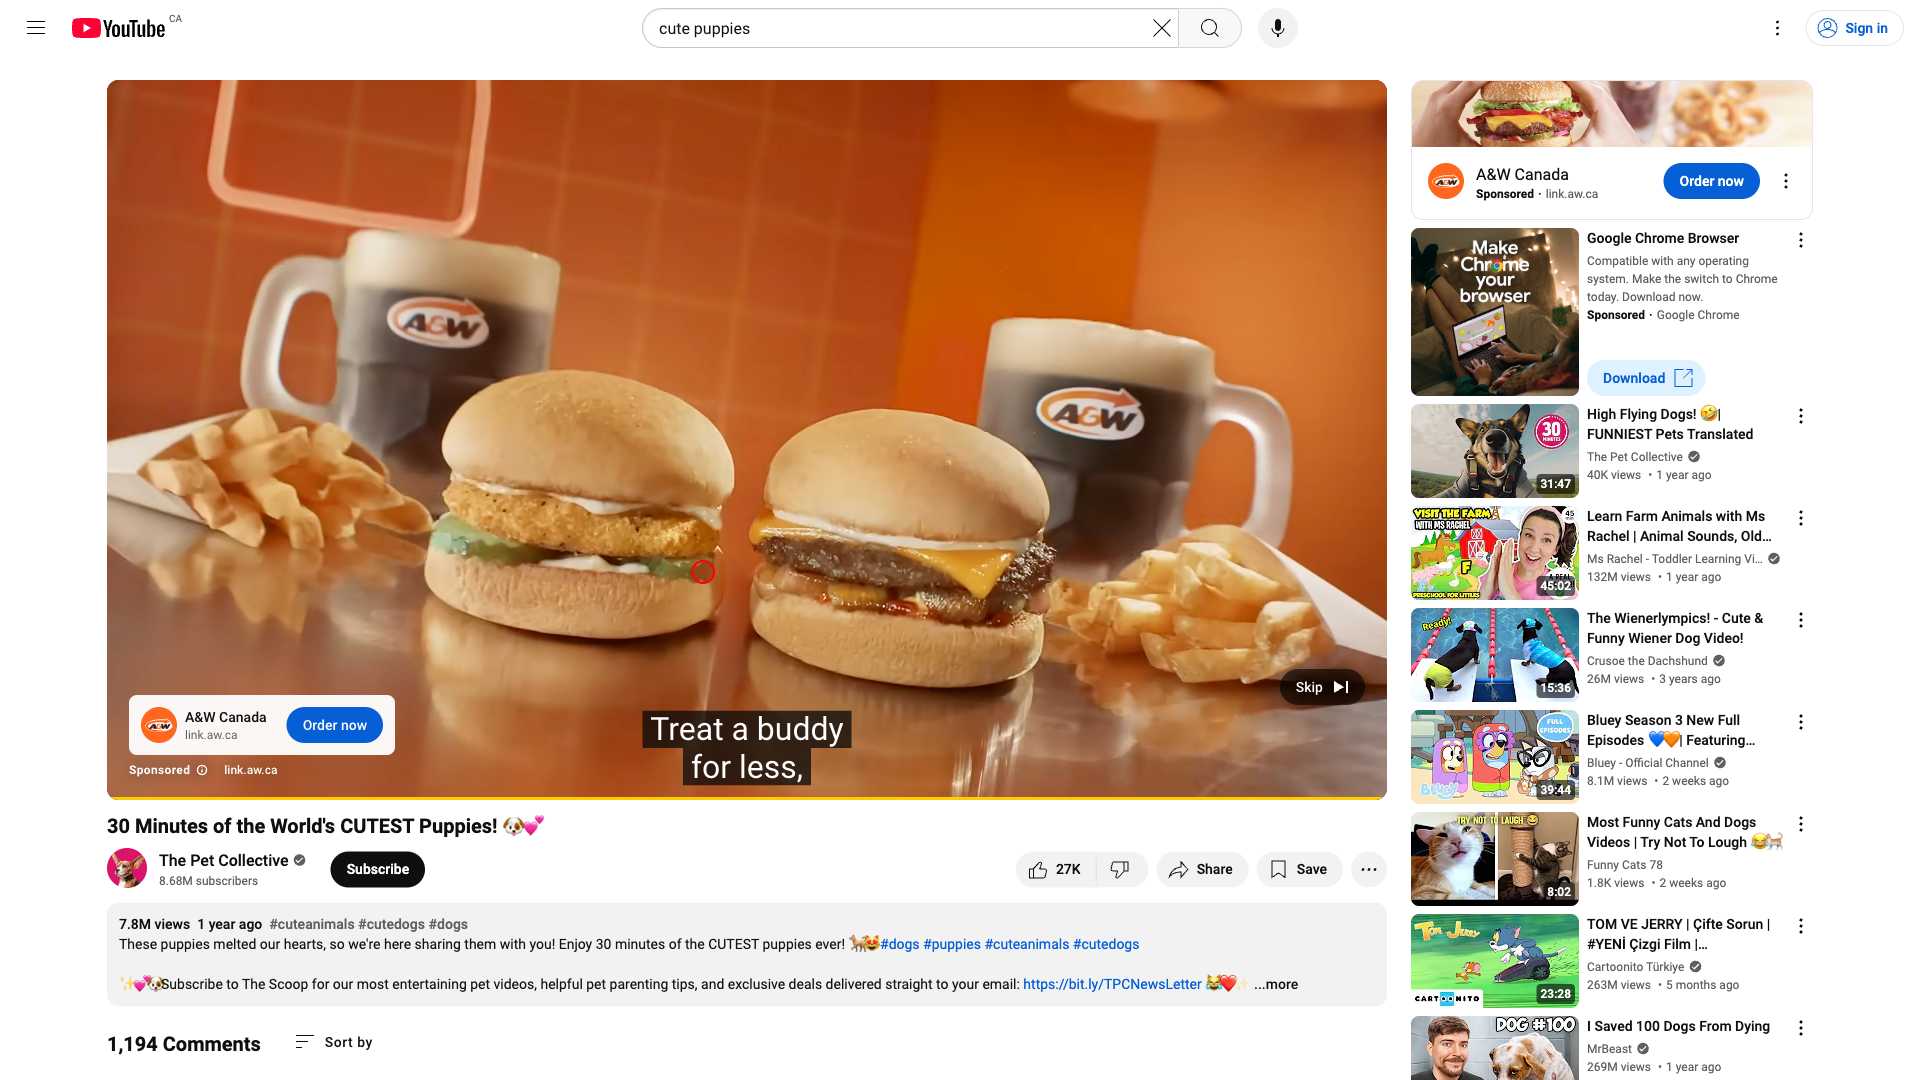 YouTube CA
cute puppies
Sign in
A&W
A&W
A&W Canada
link.aw.ca
Order now
Sponsored
link.aw.ca
Treat a buddy
for less,
Skip
30 Minutes of the World's CUTEST Puppies! 🐶💕
The Pet Collective
8.68M subscribers
Subscribe
27K
Share
Save
7.8M views 1 year ago #cuteanimals #cutedogs #dogs
These puppies melted our hearts, so we're here sharing them with you! Enjoy 30 minutes of the CUTEST puppies ever! 🐕😻#dogs #puppies #cuteanimals #cutedogs
✨💕🐶Subscribe to The Scoop for our most entertaining pet videos, helpful pet parenting tips, and exclusive deals delivered straight to your email: https://bit.ly/TPCNewsLetter 😹❤️✨ ...more
1,194 Comments
Sort by
A&W
A&W Canada
Sponsored · link.aw.ca
Order now
Make
Chrome
your
browser
Google Chrome Browser
Compatible with any operating
system. Make the switch to Chrome
today. Download now.
Sponsored · Google Chrome
Download
30
MINUTES
31:47
High Flying Dogs! 🤣|
FUNNIEST Pets Translated
The Pet Collective
40K views • 1 year ago
VISIT THE FARM
WITH MS RACHEL
45
F
A REAL
PRESCHOOL FOR LITTLES
45:02
Learn Farm Animals with Ms
Rachel | Animal Sounds, Old...
Ms Rachel - Toddler Learning Vi...
132M views • 1 year ago
Ready!
15:36
The Wienerlympics! - Cute &
Funny Wiener Dog Video!
Crusoe the Dachshund
26M views • 3 years ago
FULL
EPISODES
BLUEY
39:44
Bluey Season 3 New Full
Episodes 💙🧡| Featuring...
Bluey - Official Channel
8.1M views • 2 weeks ago
TRY NOT TO LAUGH 😂
8:02
Most Funny Cats And Dogs
Videos | Try Not To Lough 😂🐈
Funny Cats 78
1.8K views • 2 weeks ago
Tom and Jerry
CARTOONITO
23:28
TOM VE JERRY | Çifte Sorun |
#YENİ Çizgi Film |...
Cartoonito Türkiye
263M views • 5 months ago
DOG #100
I Saved 100 Dogs From Dying
MrBeast
269M views • 1 year ago